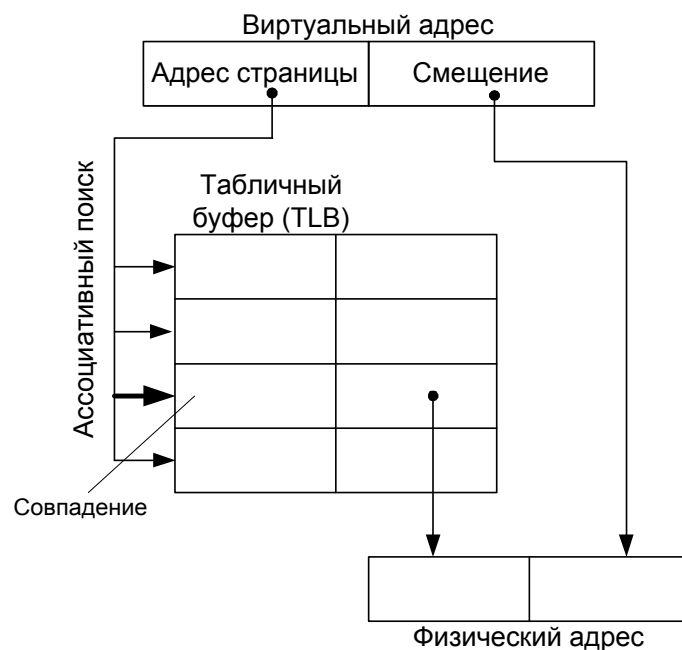 Виртуальный адрес
Адрес страницы
Смещение
Табличный
буфер (TLB)
Ассоциативный поиск
Совпадение
Физический адрес